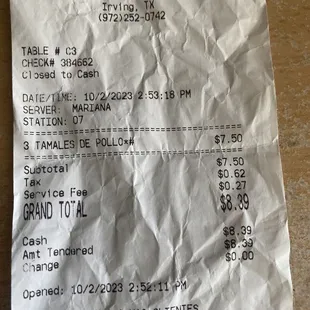 Irving, TX
(972)252-0742
TABLE # C3
CHECK# 384662
Closed to Cash
DATE/TIME: 10/2/2023 2:53:18 PM
SERVER: MARIANA
STATION: 07
3 TAMALES DE POLLO*# $7.50
Subtotal $7.50
Tax $0.62
Service Fee $0.27
GRAND TOTAL $8.39
Cash $8.39
Amt Tendered $8.39
Change $0.00
Opened: 10/2/2023 2:52:11 PM
CLIENTES